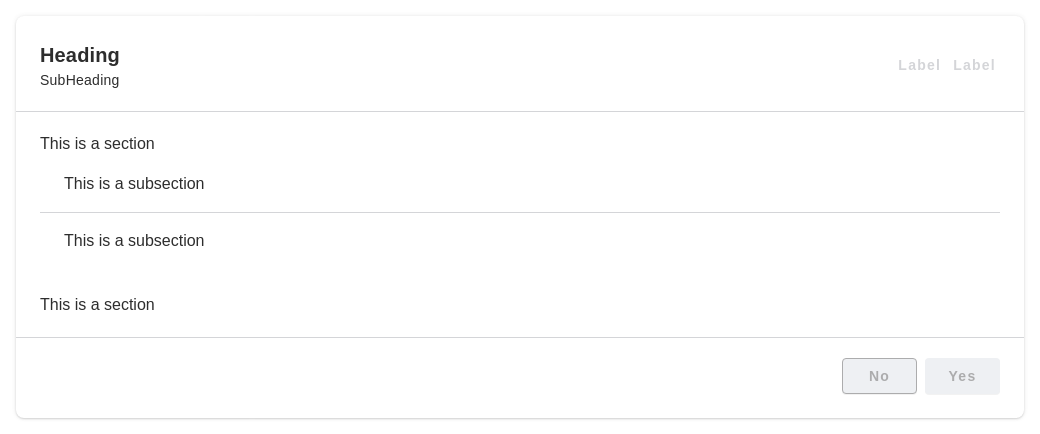 Heading
SubHeading
Label Label
This is a section
This is a subsection
This is a subsection
This is a section
No Yes